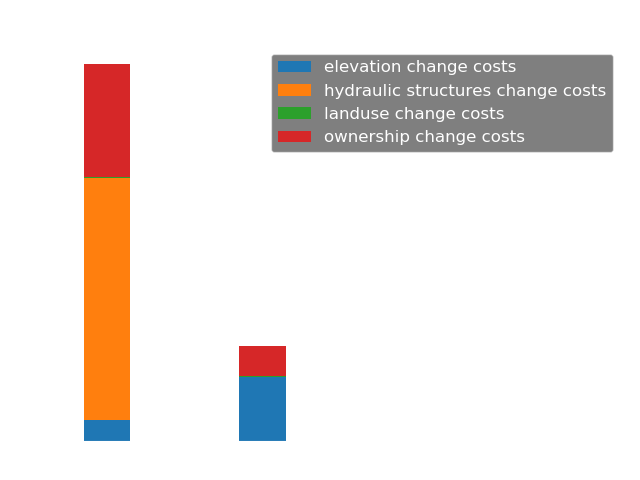 elevation change costs
hydraulic structures change costs
landuse change costs
ownership change costs